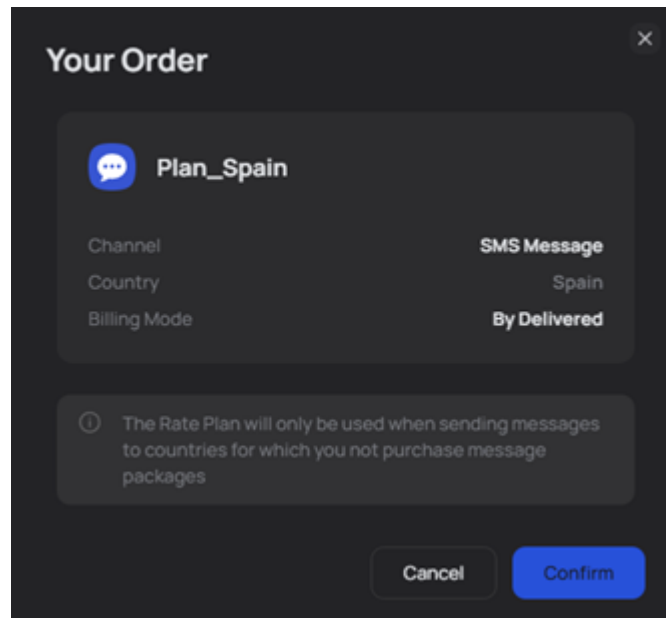 Your Order
Plan_Spain
Channel SMS Message
Country Spain
Billing Mode By Delivered
The Rate Plan will only be used when sending messages
to countries for which you not purchase message
packages
Cancel Confirm